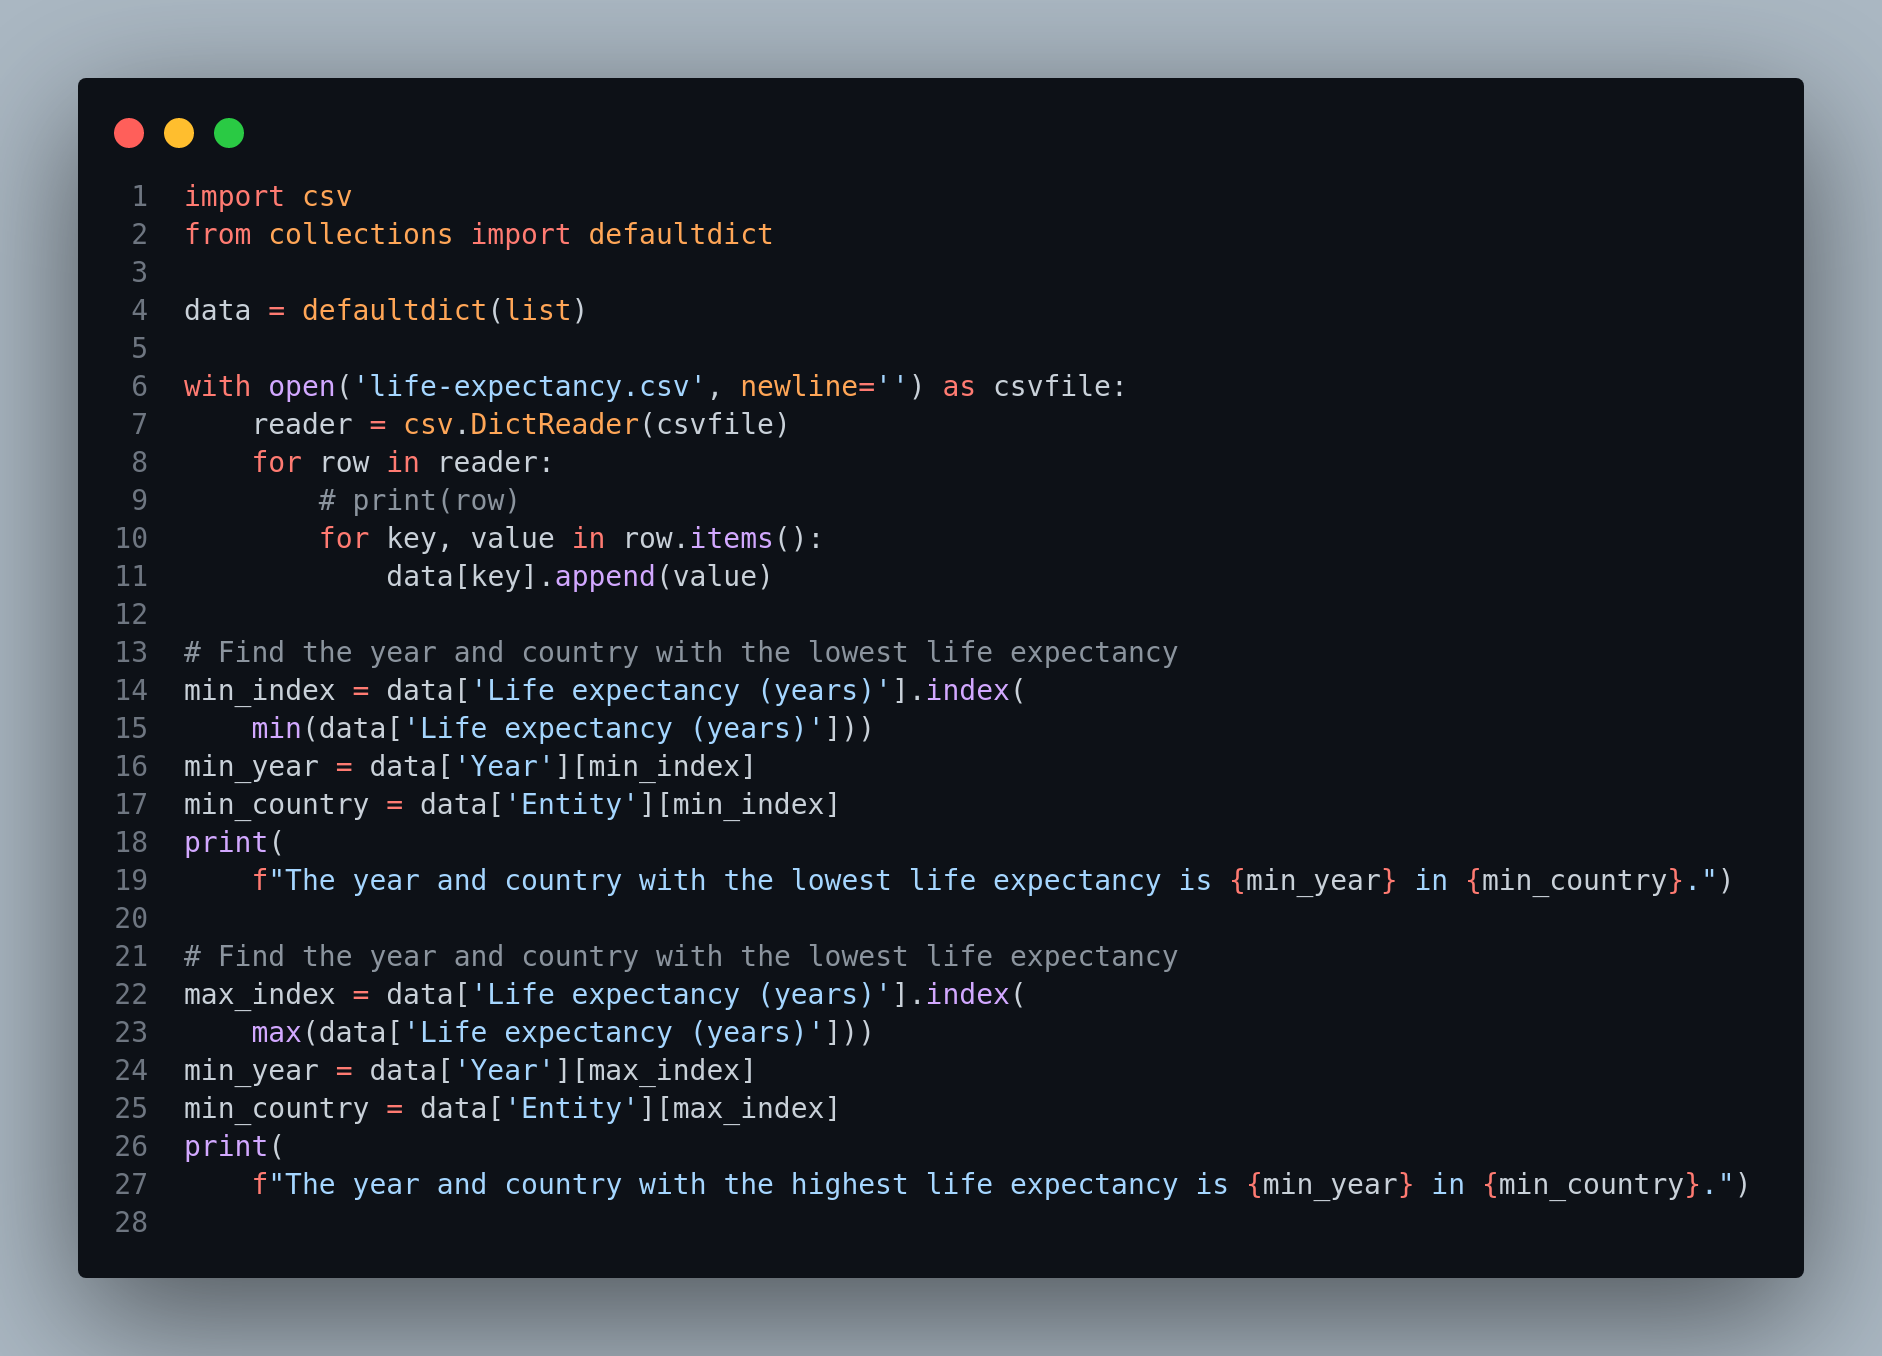 1 import csv
2 from collections import defaultdict
3
4 data = defaultdict(list)
5
6 with open('life-expectancy.csv', newline='') as csvfile:
7     reader = csv.DictReader(csvfile)
8     for row in reader:
9         # print(row)
10         for key, value in row.items():
11             data[key].append(value)
12
13 # Find the year and country with the lowest life expectancy
14 min_index = data['Life expectancy (years)'].index(
15     min(data['Life expectancy (years)']))
16 min_year = data['Year'][min_index]
17 min_country = data['Entity'][min_index]
18 print(
19     f"The year and country with the lowest life expectancy is {min_year} in {min_country}.")
20
21 # Find the year and country with the lowest life expectancy
22 max_index = data['Life expectancy (years)'].index(
23     max(data['Life expectancy (years)']))
24 min_year = data['Year'][max_index]
25 min_country = data['Entity'][max_index]
26 print(
27     f"The year and country with the highest life expectancy is {min_year} in {min_country}.")
28